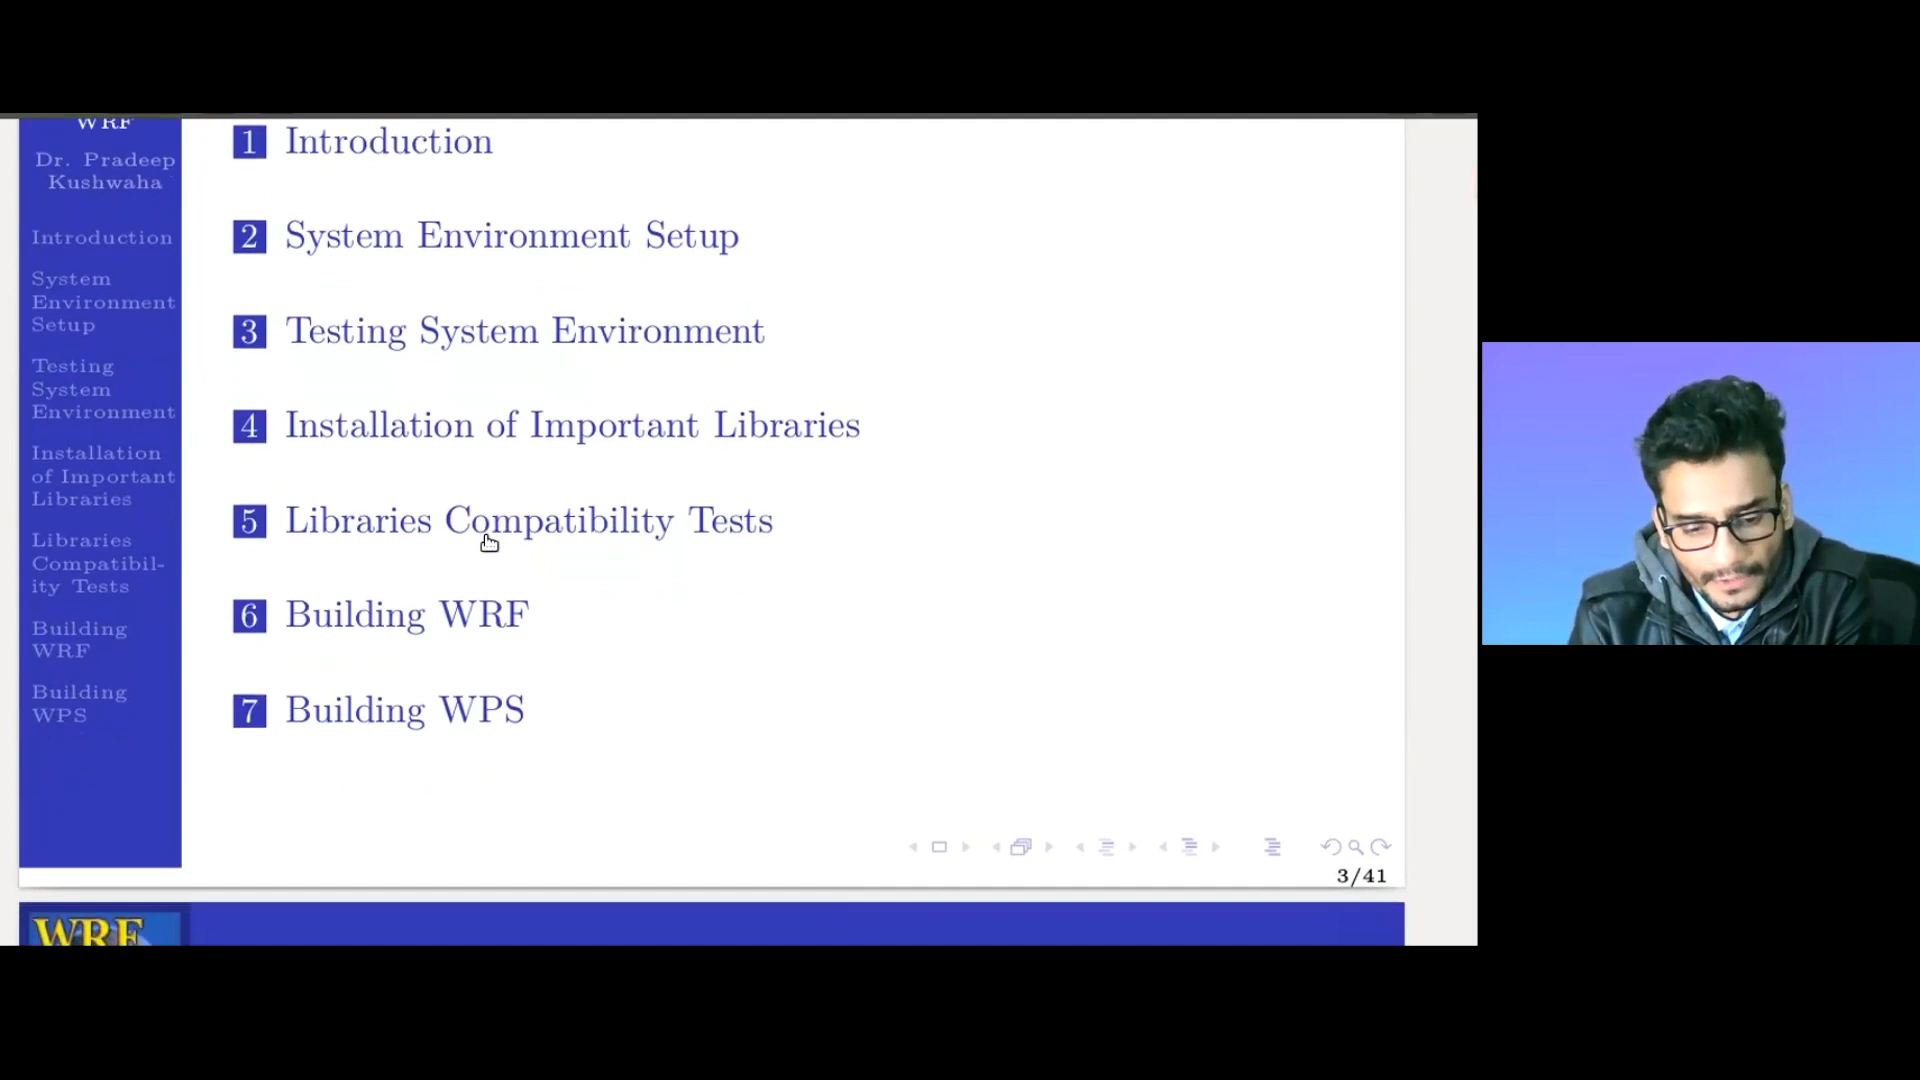 WRF
Dr. Pradeep
Kushwaha
Introduction
System
Environment
Setup
Testing
System
Environment
Installation
of Important
Libraries
Libraries
Compatibil-
ity Tests
Building
WRF
Building
WPS
1 Introduction
2 System Environment Setup
3 Testing System Environment
4 Installation of Important Libraries
5 Libraries Compatibility Tests
6 Building WRF
7 Building WPS
3/41
WRF